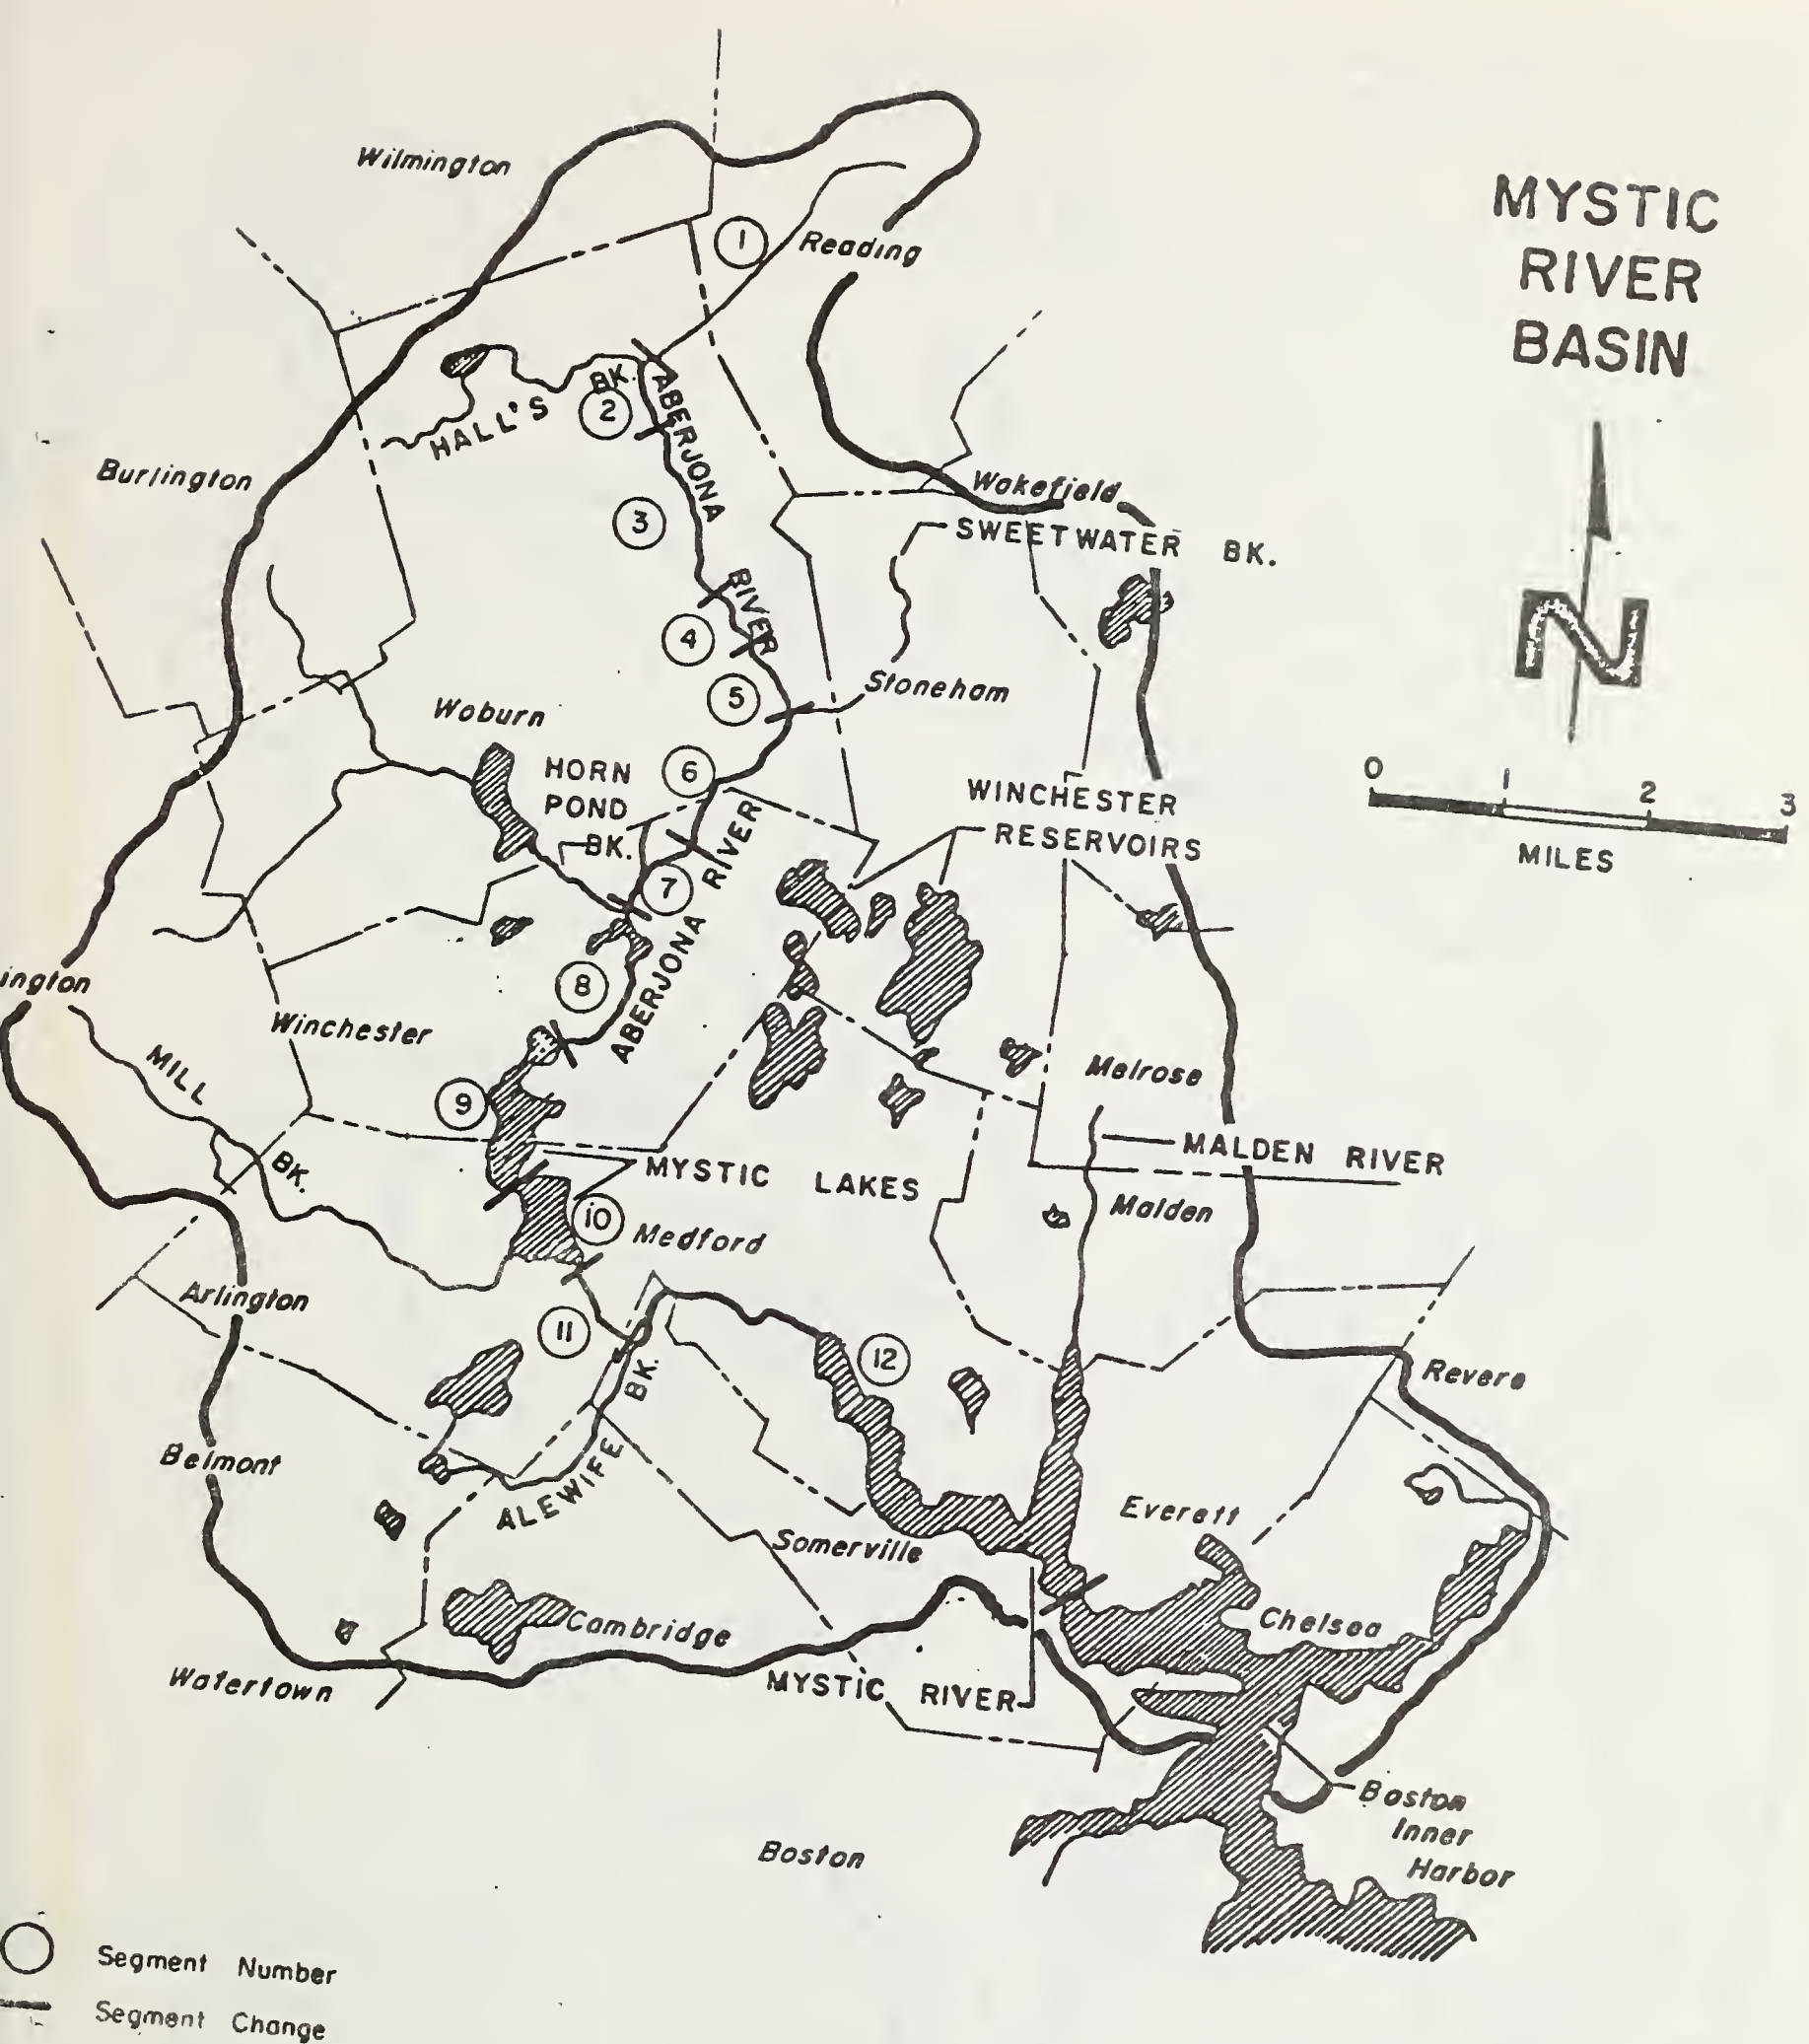 MYSTIC
RIVER
BASIN
N
0 1 2 3
MILES
Wilmington
1
Reading
HALL'S BK.
2
ABERJONA RIVER
Burlington
3
Wakefield
SWEETWATER BK.
4
5
Stoneham
Woburn
6
HORN
POND
BK.
WINCHESTER
RESERVOIRS
7
ABERJONA RIVER
8
ington
Winchester
MILL BK.
9
Melrose
MALDEN RIVER
MYSTIC LAKES
10
Medford
Malden
Arlington
11
12
Revere
ALEWIFE BK.
Belmont
Everett
Somerville
Chelsea
Cambridge
Watertown
MYSTIC RIVER
Boston
Inner
Harbor
Boston
Segment Number
Segment Change